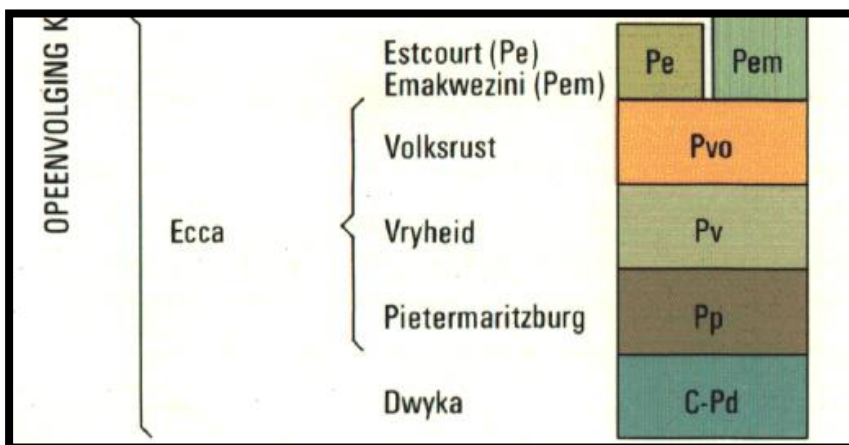 OPEENVOLGING K
Estcourt (Pe)
Emakwezini (Pem)
Pe
Pem
Volksrust
Pvo
Ecca
Vryheid
Pv
Pietermaritzburg
Pp
Dwyka
C-Pd